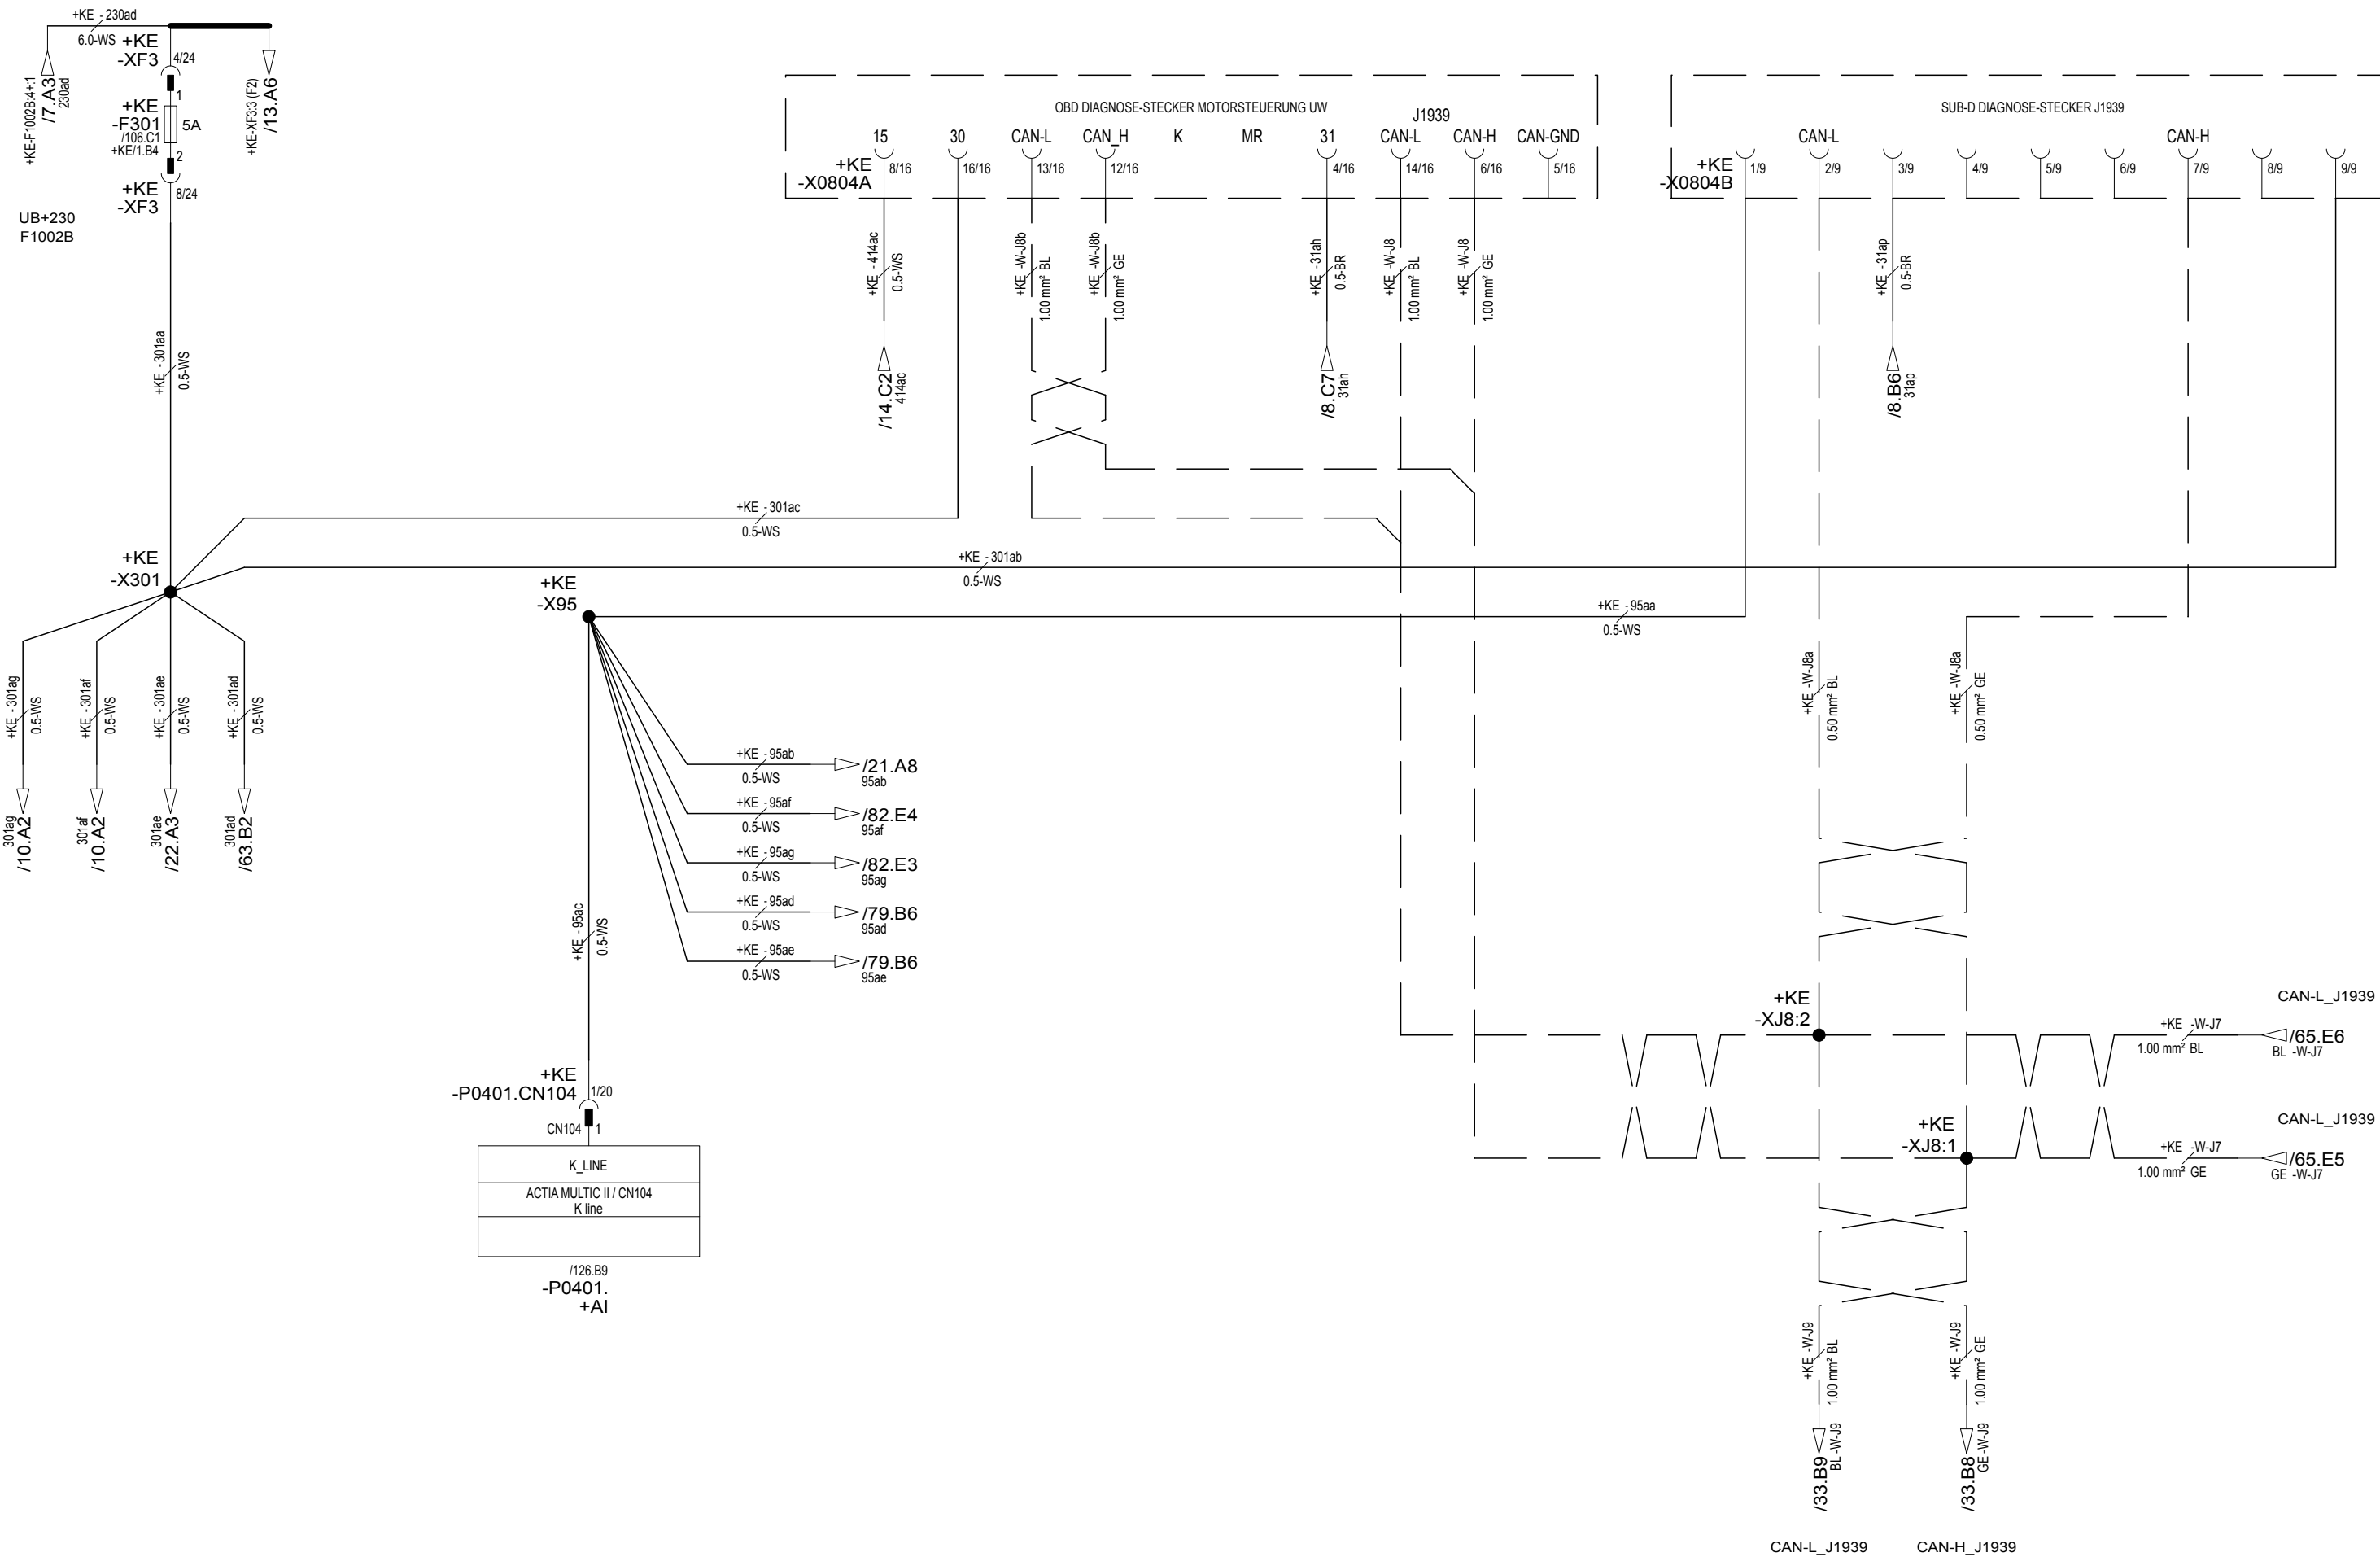 +KE - 230ad
6.0-WS
+KE
-XF3
4/24
+KE-F1002B:4+:1
/7.A3
230ad
1
+KE
-F301
/106.C1
+KE/1.B4
5A
2
+KE
-XF3
8/24
+KE-XF3:3 (F2)
/13.A6
UB+230
F1002B
+KE - 301aa
0.5-WS
OBD DIAGNOSE-STECKER MOTORSTEUERUNG UW
J1939
15
30
CAN-L
CAN_H
K
MR
31
CAN-L
CAN-H
CAN-GND
+KE
-X0804A
8/16
16/16
13/16
12/16
4/16
14/16
6/16
5/16
SUB-D DIAGNOSE-STECKER J1939
CAN-L
CAN-H
+KE
-X0804B
1/9
2/9
3/9
4/9
5/9
6/9
7/9
8/9
9/9
+KE - 414ac
0.5-WS
/14.C2
414ac
+KE -W-J8b
1.00 mm² BL
+KE -W-J8b
1.00 mm² GE
+KE - 31ah
0.5-BR
/8.C7
31ah
+KE -W-J8
1.00 mm² BL
+KE -W-J8
1.00 mm² GE
+KE - 31ap
0.5-BR
/8.B6
31ap
+KE - 301ac
0.5-WS
+KE
-X301
+KE - 301ab
0.5-WS
+KE
-X95
+KE - 95aa
0.5-WS
+KE - 301ag
0.5-WS
+KE - 301af
0.5-WS
+KE - 301ae
0.5-WS
+KE - 301ad
0.5-WS
301ag
/10.A2
301af
/10.A2
301ae
/22.A3
301ad
/63.B2
+KE -W-J8a
0.50 mm² BL
+KE -W-J8a
0.50 mm² GE
+KE - 95ab
0.5-WS
/21.A8
95ab
+KE - 95af
0.5-WS
/82.E4
95af
+KE - 95ag
0.5-WS
/82.E3
95ag
+KE - 95ad
0.5-WS
/79.B6
95ad
+KE - 95ae
0.5-WS
/79.B6
95ae
+KE - 95ac
0.5-WS
+KE
-XJ8:2
CAN-L_J1939
+KE -W-J7
1.00 mm² BL
/65.E6
BL -W-J7
+KE
-P0401.CN104
1/20
CN104
1
K_LINE
ACTIA MULTIC II / CN104
K line
/126.B9
-P0401.
+AI
+KE
-XJ8:1
CAN-L_J1939
+KE -W-J7
1.00 mm² GE
/65.E5
GE -W-J7
+KE -W-J9
1.00 mm² BL
+KE -W-J9
1.00 mm² GE
/33.B9
BL -W-J9
/33.B8
GE -W-J9
CAN-L_J1939
CAN-H_J1939